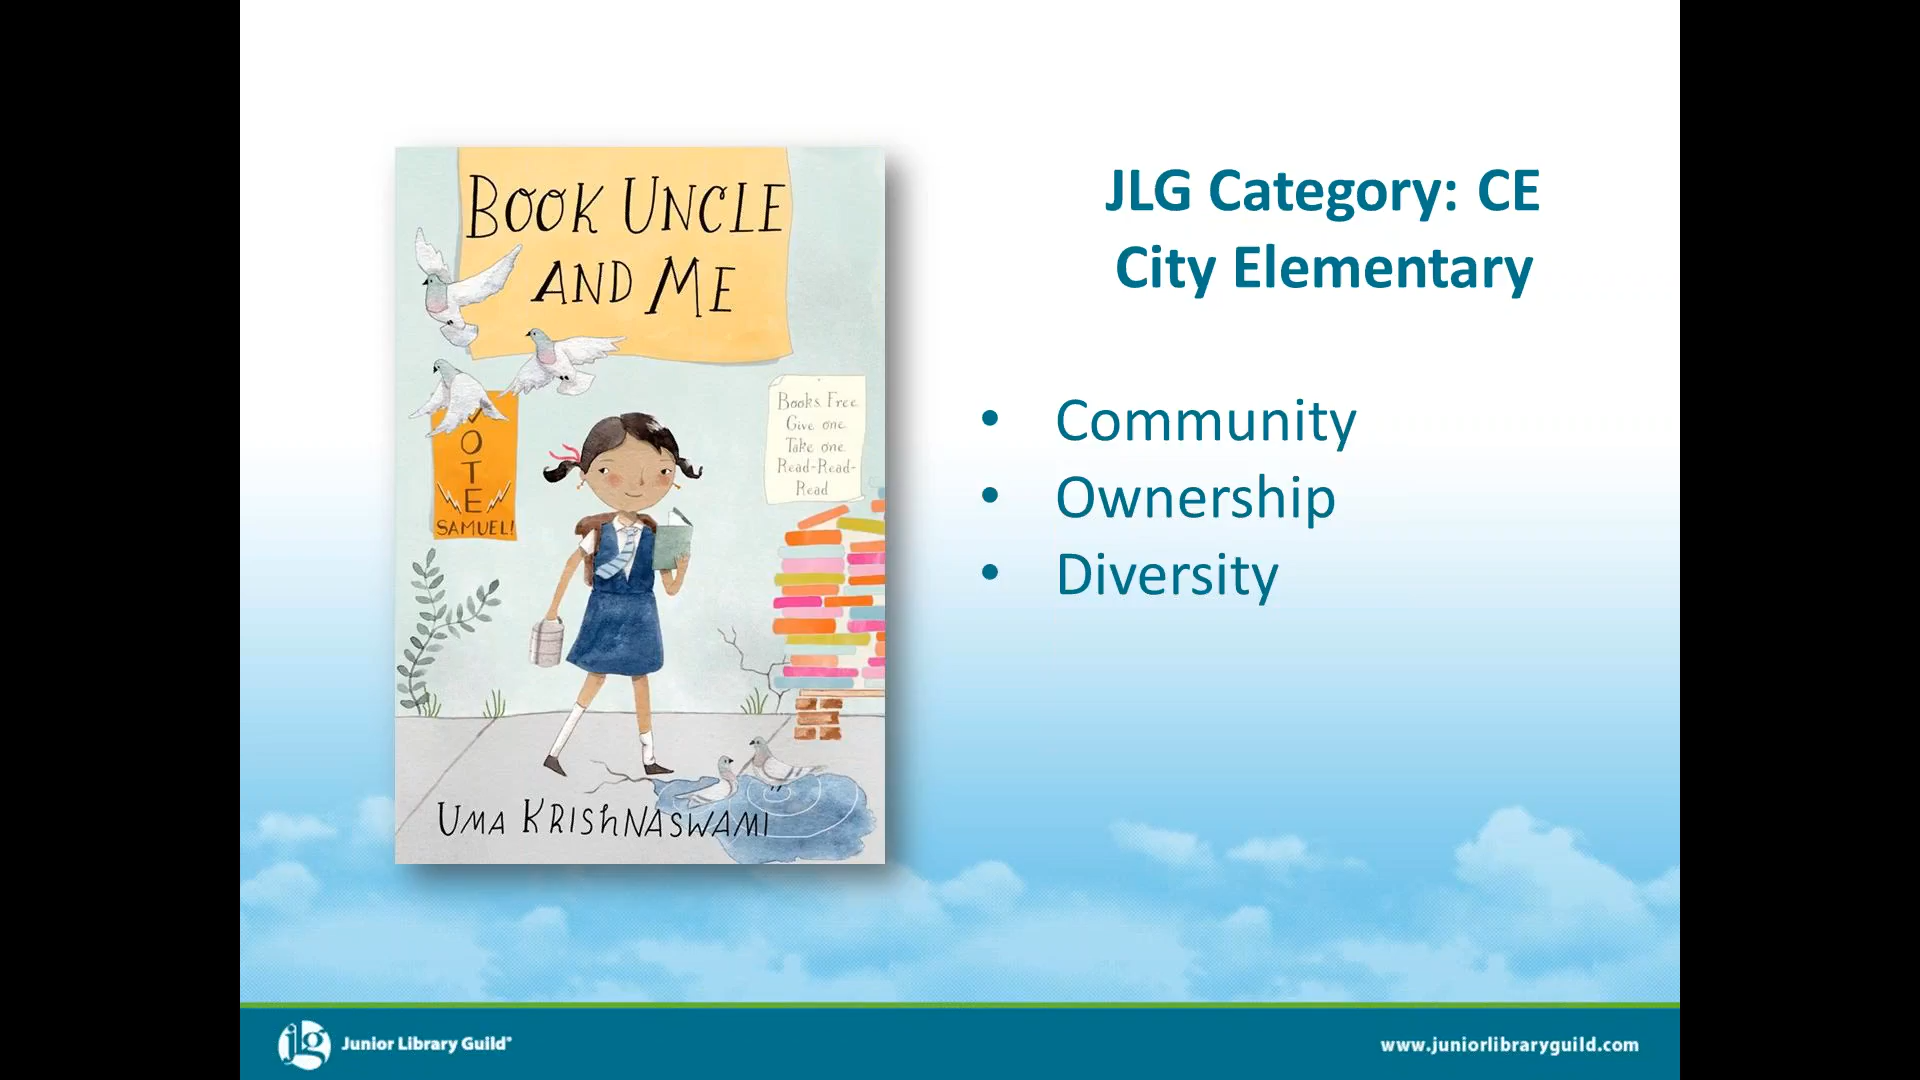 BOOK UNCLE
AND ME
VOTE
SAMUEL!
Books Free
Give one
Take one
Read-Read-
Read
UMA KRISHNASWAMI
JLG Category: CE
City Elementary
• Community
• Ownership
• Diversity
jlg Junior Library Guild®
www.juniorlibraryguild.com